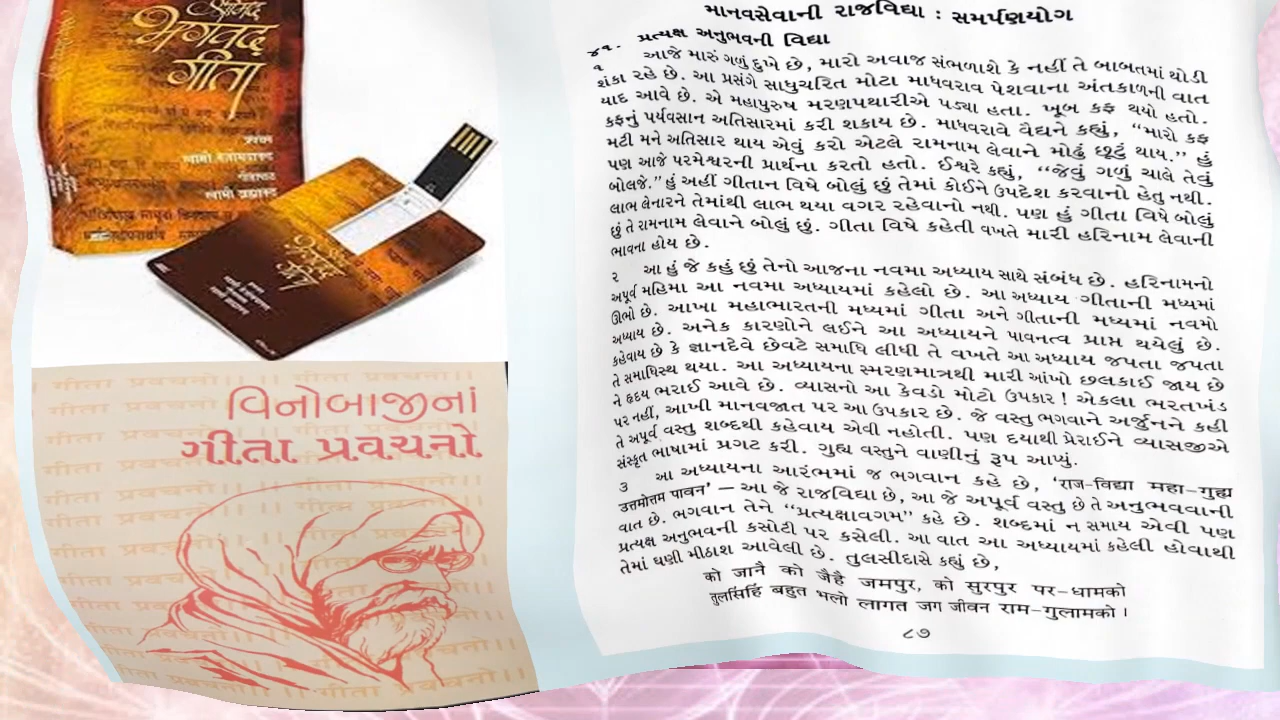 श्रीमद्
भगवद्
गीता
प्रवचन
भगवद्
गीता
વિનોબાજીનાં
ગીતા પ્રવચનો
માનવસેવાની રાજવિદ્યા : સમર્પણયોગ
૪૧. પ્રત્યક્ષ અનુભવની વિદ્યા
૧ આજે મારું ગળું દુખે છે, મારો અવાજ સંભળાશે કે નહીં તે બાબતમાં થોડી
શંકા રહે છે. આ પ્રસંગે સાધુચરિત મોટા માધવરાવ પેશવાના અંતકાળની વાત
યાદ આવે છે. એ મહાપુરુષ મરણપથારીએ પડ્યા હતા. ખૂબ કફ થયો હતો.
કફનું પર્યવસાન અતિસારમાં કરી શકાય છે. માધવરાવે વૈદ્યને કહ્યું, “મારો કફ
મટી મને અતિસાર થાય એવું કરો એટલે રામનામ લેવાને મોઢું છૂટું થાય.” હું
પણ આજે પરમેશ્વરની પ્રાર્થના કરતો હતો. ઈશ્વરે કહ્યું, “જેવું ગળું ચાલે તેવું
બોલજે.” હું અહીં ગીતાન વિષે બોલું છું તેમાં કોઈને ઉપદેશ કરવાનો હેતુ નથી.
લાભ લેનારને તેમાંથી લાભ થયા વગર રહેવાનો નથી. પણ હું ગીતા વિષે બોલું
છું તે રામનામ લેવાને બોલું છું. ગીતા વિષે કહેતી વખતે મારી હરિનામ લેવાની
ભાવના હોય છે.
૨ આ હું જે કહું છું તેનો આજના નવમા અધ્યાય સાથે સંબંધ છે. હરિનામનો
અપૂર્વ મહિમા આ નવમા અધ્યાયમાં કહેલો છે. આ અધ્યાય ગીતાની મધ્યમાં
ઊભો છે. આખા મહાભારતની મધ્યમાં ગીતા અને ગીતાની મધ્યમાં નવમો
અધ્યાય છે. અનેક કારણોને લઈને આ અધ્યાયને પાવનત્વ પ્રાપ્ત થયેલું છે.
કહેવાય છે કે જ્ઞાનદેવે છેવટે સમાધિ લીધી તે વખતે આ અધ્યાય જપતા જપતા
તે સમાધિસ્થ થયા. આ અધ્યાયના સ્મરણમાત્રથી મારી આંખો છલકાઈ જાય છે
ને હૃદય ભરાઈ આવે છે. વ્યાસનો આ કેવડો મોટો ઉપકાર ! એકલા ભરતખંડ
પર નહીં, આખી માનવજાત પર આ ઉપકાર છે. જે વસ્તુ ભગવાને અર્જુનને કહી
તે અપૂર્વ વસ્તુ શબ્દથી કહેવાય એવી નહોતી. પણ દયાથી પ્રેરાઈને વ્યાસજીએ
સંસ્કૃત ભાષામાં પ્રગટ કરી. ગુહ્ય વસ્તુને વાણીનું રૂપ આપ્યું.
૩ આ અધ્યાયના આરંભમાં જ ભગવાન કહે છે, ‘રાજ-વિદ્યા મહા-ગુહ્ય
ઉત્તમોત્તમ પાવન’ — આ જે રાજવિદ્યા છે, આ જે અપૂર્વ વસ્તુ છે તે અનુભવવાની
વાત છે. ભગવાન તેને “પ્રત્યક્ષાવગમ” કહે છે. શબ્દમાં ન સમાય એવી પણ
પ્રત્યક્ષ અનુભવની કસોટી પર કસેલી. આ વાત આ અધ્યાયમાં કહેલી હોવાથી
તેમાં ઘણી મીઠાશ આવેલી છે. તુલસીદાસે કહ્યું છે,
को जानै को जैहै जमपुर, को सुरपुर पर-धामको
तुलसिहिं बहुत भलो लागत जग जीवन राम-गुलामको ।
૮૭